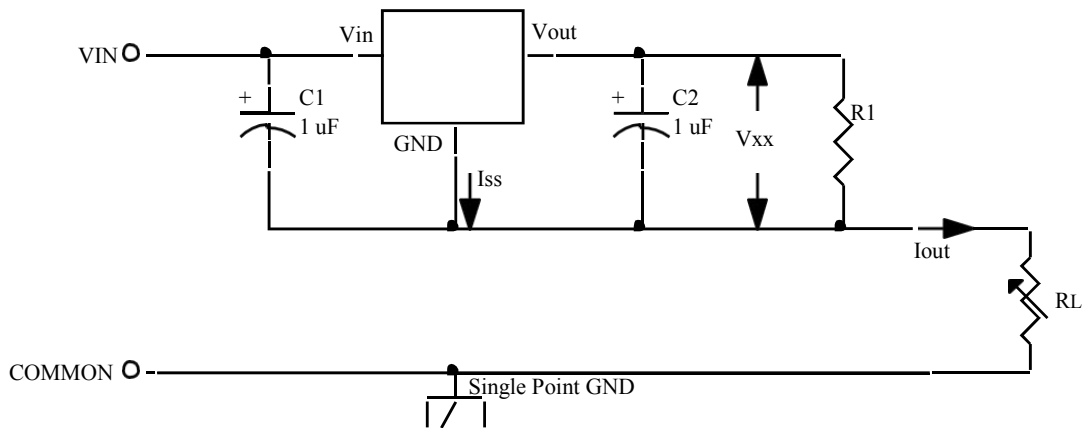 VIN
Vin
Vout
+
C1
1 uF
GND
Iss
+
C2
1 uF
Vxx
R1
Iout
RL
COMMON
Single Point GND